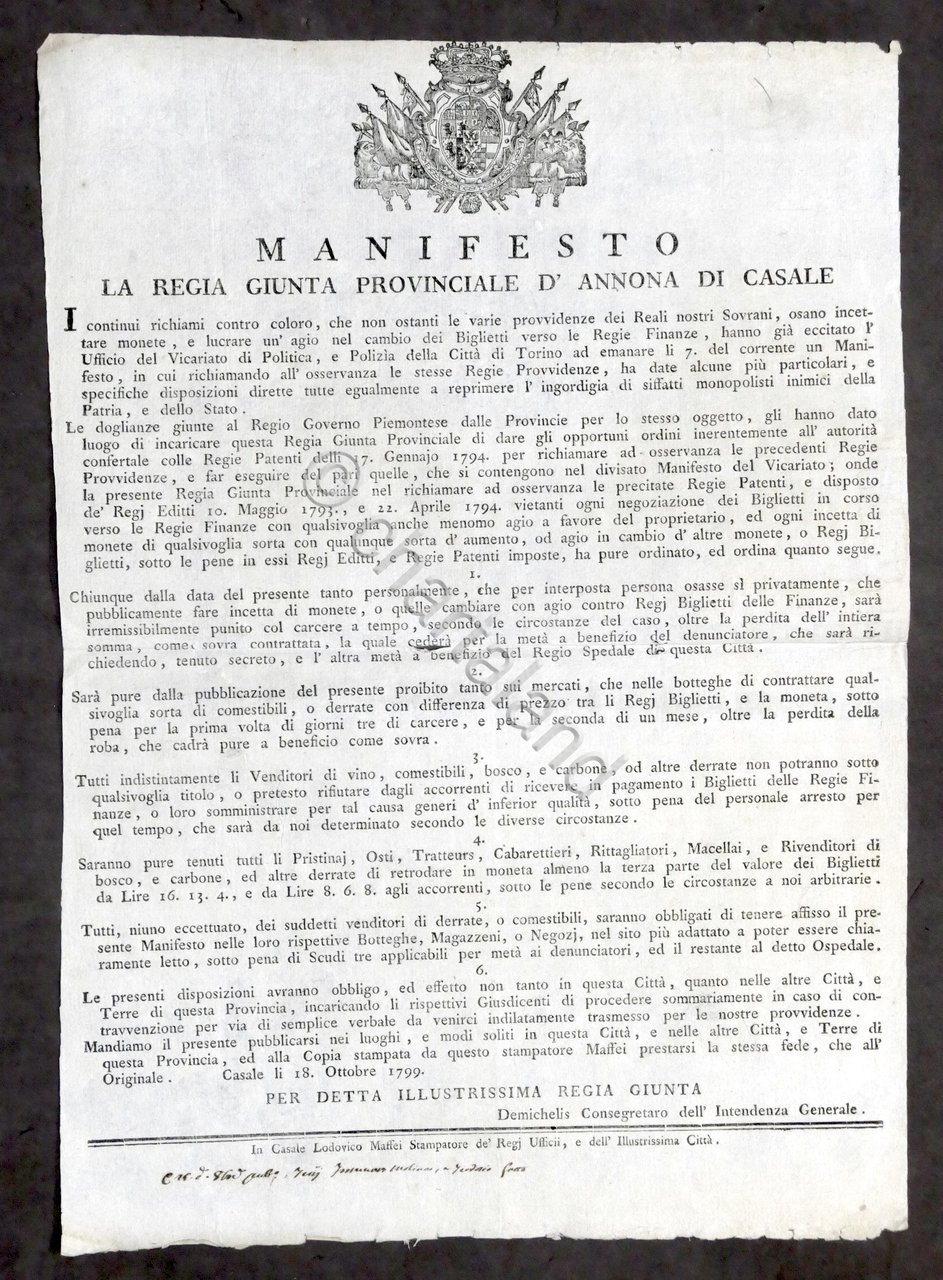 MANIFESTO
LA REGIA GIUNTA PROVINCIALE D' ANNONA DI CASALE
I continui richiami contro coloro, che non ostanti le varie provvidenze dei Reali nostri Sovrani, osano incet-
tare monete, e lucrare un' agio nel cambio dei Biglietti verso le Regie Finanze, hanno già eccitato l'
Ufficio del Vicariato di Politica, e Polizìa della Città di Torino ad emanare li 7. del corrente un Mani-
festo, in cui richiamando all' osservanza le stesse Regie Provvidenze, ha date alcune più particolari, e
specifiche disposizioni dirette tutte egualmente a reprimere l' ingordigia di siffatti monopolisti inimici della
Patria, e dello Stato.
Le doglianze giunte al Regio Governo Piemontese dalle Provincie per lo stesso oggetto, gli hanno dato
luogo di incaricare questa Regia Giunta Provinciale di dare gli opportuni ordini inerentemente all' autorità
confertale colle Regie Patenti delli 17. Gennajo 1794. per richiamare ad osservanza le precedenti Regie
Provvidenze, e far eseguire del pari quelle, che si contengono nel divisato Manifesto del Vicariato; onde
la presente Regia Giunta Provinciale nel richiamare ad osservanza le precitate Regie Patenti, e disposto
de' Regj Editti 10. Maggio 1793., e 22. Aprile 1794. vietanti ogni negoziazione dei Biglietti in corso
verso le Regie Finanze con qualsivoglia anche menomo agio a favore del proprietario, ed ogni incetta di
monete di qualsivoglia sorta con qualunque sorta d' aumento, od agio in cambio d' altre monete, o Regj Bi-
glietti, sotto le pene in essi Regj Editti, e Regie Patenti imposte, ha pure ordinato, ed ordina quanto segue.
1.
Chiunque dalla data del presente tanto personalmente, che per interposta persona osasse sì privatamente, che
pubblicamente fare incetta di monete, o quelle cambiare con agio contro Regj Biglietti delle Finanze, sarà
irremissibilmente punito col carcere a tempo, secondo le circostanze del caso, oltre la perdita dell' intiera
somma, come sovra contrattata, la quale cederà per la metà a benefizio del denunciatore, che sarà ri-
chiedendo, tenuto secreto, e l' altra metà a benefizio del Regio Spedale di questa Città.
2.
Sarà pure dalla pubblicazione del presente proibito tanto sui mercati, che nelle botteghe di contrattare qual-
sivoglia sorta di comestibili, o derrate con differenza di prezzo tra li Regj Biglietti, e la moneta, sotto
pena per la prima volta di giorni tre di carcere, e per la seconda di un mese, oltre la perdita della
roba, che cadrà pure a beneficio come sovra.
3.
Tutti indistintamente li Venditori di vino, comestibili, bosco, e carbone, od altre derrate non potranno sotto
qualsivoglia titolo, o pretesto rifiutare dagli accorrenti di ricevere in pagamento i Biglietti delle Regie Fi-
nanze, o loro somministrare per tal causa generi d' inferior qualità, sotto pena del personale arresto per
quel tempo, che sarà da noi determinato secondo le diverse circostanze.
4.
Saranno pure tenuti tutti li Pristinaj, Osti, Tratteurs, Cabarettieri, Rittagliatori, Macellai, e Rivenditori di
bosco, e carbone, ed altre derrate di retrodare in moneta almeno la terza parte del valore dei Biglietti
da Lire 16. 13. 4., e da Lire 8. 6. 8. agli accorrenti, sotto le pene secondo le circostanze a noi arbitrarie.
5.
Tutti, niuno eccettuato, dei suddetti venditori di derrate, o comestibili, saranno obbligati di tenere affisso il pre-
sente Manifesto nelle loro rispettive Botteghe, Magazzeni, o Negozj, nel sito più adattato a poter essere chia-
ramente letto, sotto pena di Scudi tre applicabili per metà ai denunciatori, ed il restante al detto Ospedale.
6.
Le presenti disposizioni avranno obbligo, ed effetto non tanto in questa Città, quanto nelle altre Città, e
Terre di questa Provincia, incaricando li rispettivi Giusdicenti di procedere sommariamente in caso di con-
travvenzione per via di semplice verbale da venirci indilatamente trasmesso per le nostre provvidenze.
Mandiamo il presente pubblicarsi nei luoghi, e modi soliti in questa Città, e nelle altre Città, e Terre di
questa Provincia, ed alla Copia stampata da questo stampatore Maffei prestarsi la stessa fede, che all'
Originale. Casale li 18. Ottobre 1799.
PER DETTA ILLUSTRISSIMA REGIA GIUNTA
Demichelis Consegretaro dell' Intendenza Generale.
In Casale Lodovico Maffei Stampatore de' Regj Ufficii, e dell' Illustrissima Città.
© chartaland